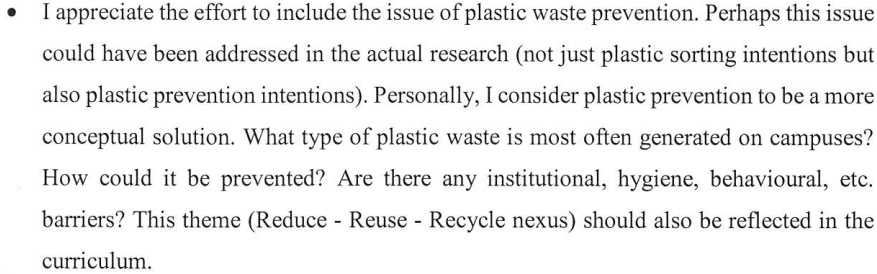 • I appreciate the effort to include the issue of plastic waste prevention. Perhaps this issue
could have been addressed in the actual research (not just plastic sorting intentions but
also plastic prevention intentions). Personally, I consider plastic prevention to be a more
conceptual solution. What type of plastic waste is most often generated on campuses?
How could it be prevented? Are there any institutional, hygiene, behavioural, etc.
barriers? This theme (Reduce - Reuse - Recycle nexus) should also be reflected in the
curriculum.